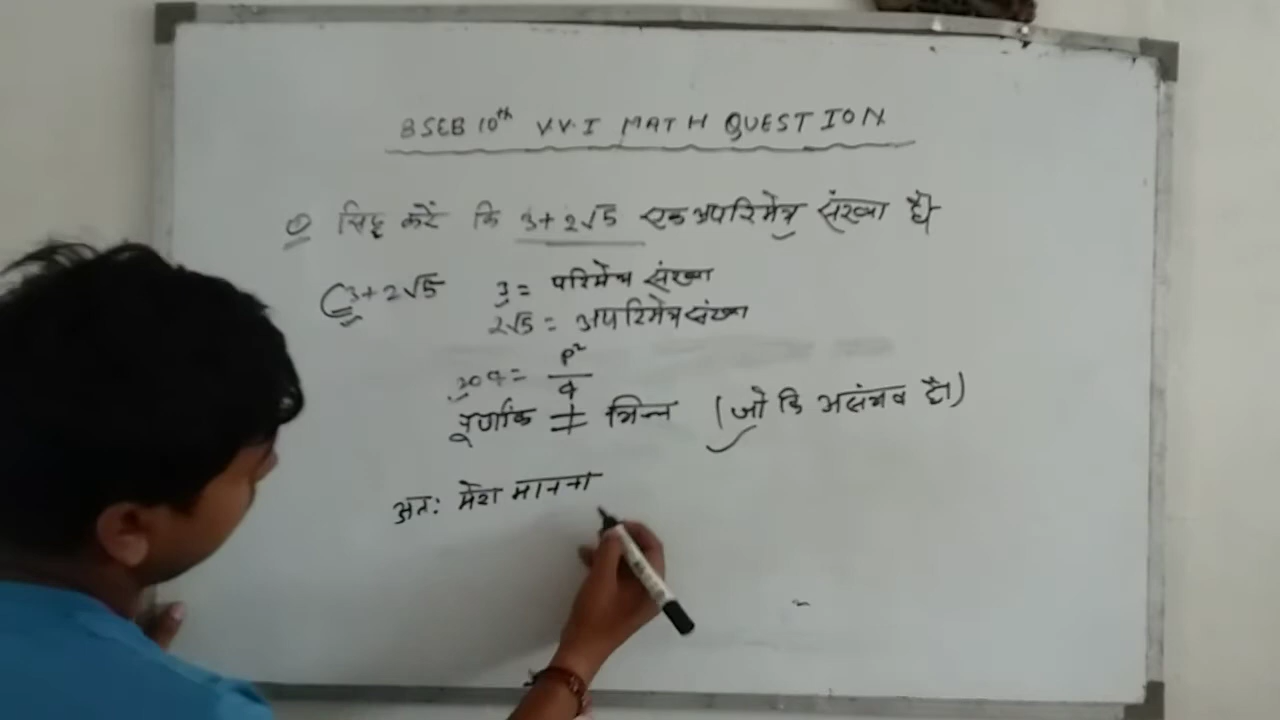 BSEB 10th V.V.I MATH QUESTION
Q सिद्ध करें कि 3+2√5 एक अपरिमेय संख्या है।
3+2√5 3 = परिमेय संख्या
2√5 = अपरिमेय संख्या
20q = p²/q
पूर्णांक ≠ भिन्न (जो कि असंभव है।)
अतः मेरा मानना